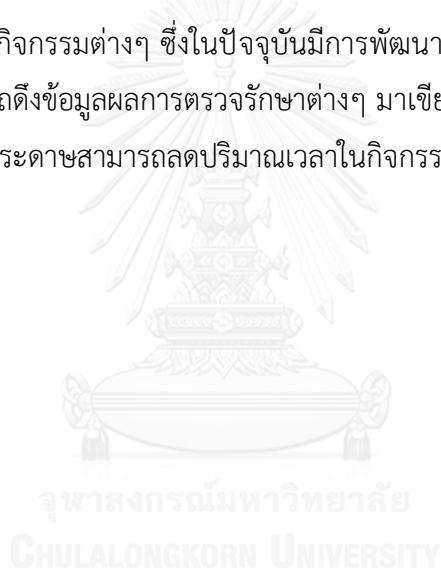 กิจกรรมต่างๆ ซึ่งในปัจจุบันมีการพัฒนา
ถดึงข้อมูลผลการตรวจรักษาต่างๆ มาเขีย
ระดาษสามารถลดปริมาณเวลาในกิจกรร
จุฬาลงกรณ์มหาวิทยาลัย
CHULALONGKORN UNIVERSITY